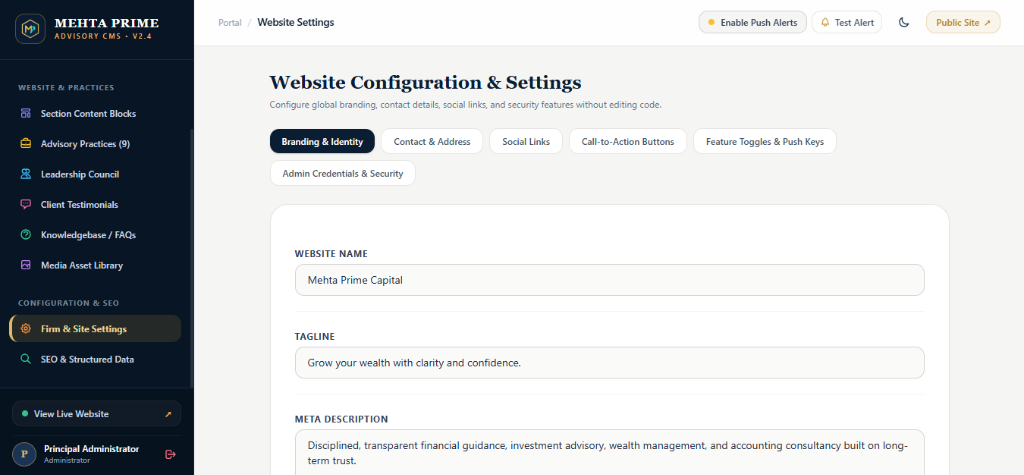 MEHTA PRIME
ADVISORY CMS • V2.4
WEBSITE & PRACTICES
Section Content Blocks
Advisory Practices (9)
Leadership Council
Client Testimonials
Knowledgebase / FAQs
Media Asset Library
CONFIGURATION & SEO
Firm & Site Settings
SEO & Structured Data
View Live Website ↗
P
Principal Administrator
Administrator
Portal / Website Settings
Enable Push Alerts
Test Alert
Public Site ↗
Website Configuration & Settings
Configure global branding, contact details, social links, and security features without editing code.
Branding & Identity
Contact & Address
Social Links
Call-to-Action Buttons
Feature Toggles & Push Keys
Admin Credentials & Security
WEBSITE NAME
Mehta Prime Capital
TAGLINE
Grow your wealth with clarity and confidence.
META DESCRIPTION
Disciplined, transparent financial guidance, investment advisory, wealth management, and accounting consultancy built on long-
term trust.